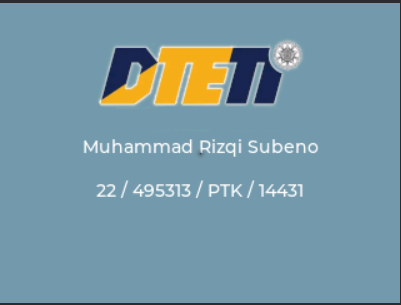 DTETI
Muhammad Rizqi Subeno
22 / 495313 / PTK / 14431